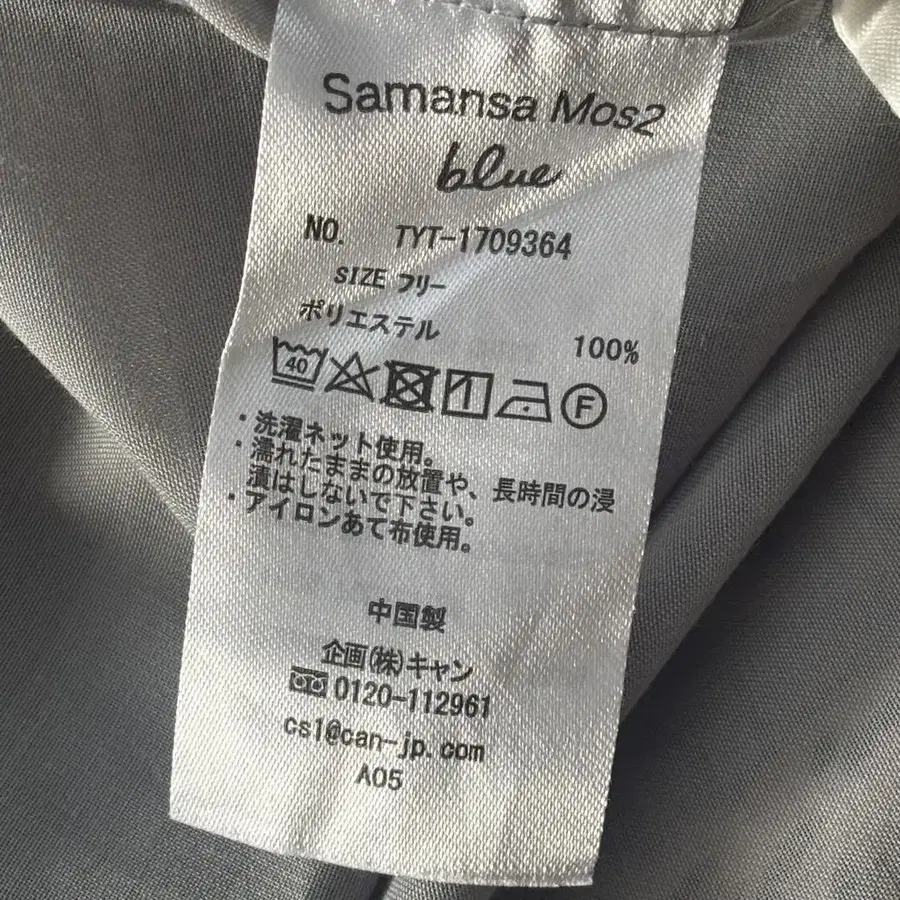 Samansa Mos2
blue
NO. TYT-1709364
SIZE フリー
ポリエステル 100%
40 F
・洗濯ネット使用。
・濡れたままの放置や、長時間の浸
漬はしないで下さい。
・アイロンあて布使用。
中国製
企画(株)キャン
0120-112961
cs1@can-jp.com
A05